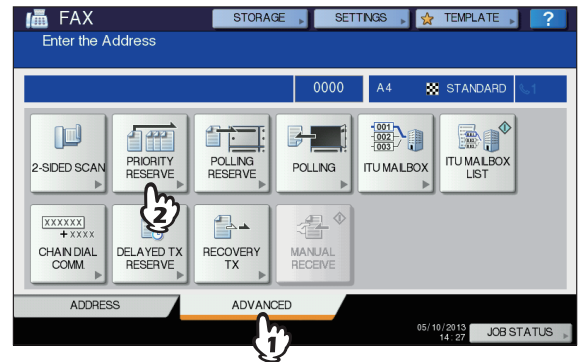 FAX
STORAGE
SETTINGS
TEMPLATE
?
Enter the Address
0000
A4
STANDARD
1
2-SIDED SCAN
PRIORITY
RESERVE
POLLING
RESERVE
POLLING
001
002
003
ITU MAILBOX
ITU MAILBOX
LIST
2
XXXXXX
+ xxxx
CHAIN DIAL
COMM.
DELAYED TX
RESERVE
RECOVERY
TX
MANUAL
RECEIVE
ADDRESS
ADVANCED
1
05/10/2013
14:27
JOB STATUS